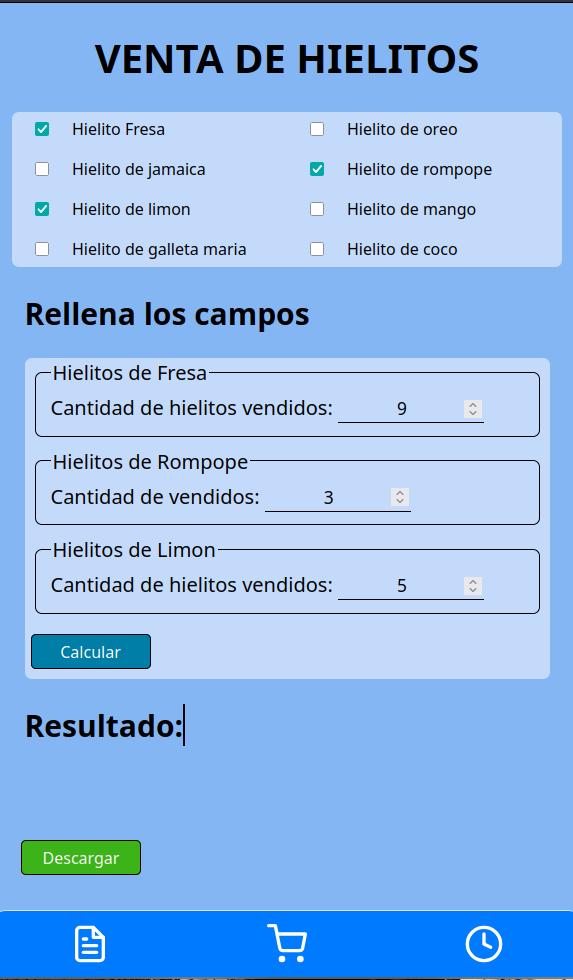 VENTA DE HIELITOS
Hielito Fresa
Hielito de oreo
Hielito de jamaica
Hielito de rompope
Hielito de limon
Hielito de mango
Hielito de galleta maria
Hielito de coco
Rellena los campos
Hielitos de Fresa
Cantidad de hielitos vendidos: 9
Hielitos de Rompope
Cantidad de vendidos: 3
Hielitos de Limon
Cantidad de hielitos vendidos: 5
Calcular
Resultado:
Descargar